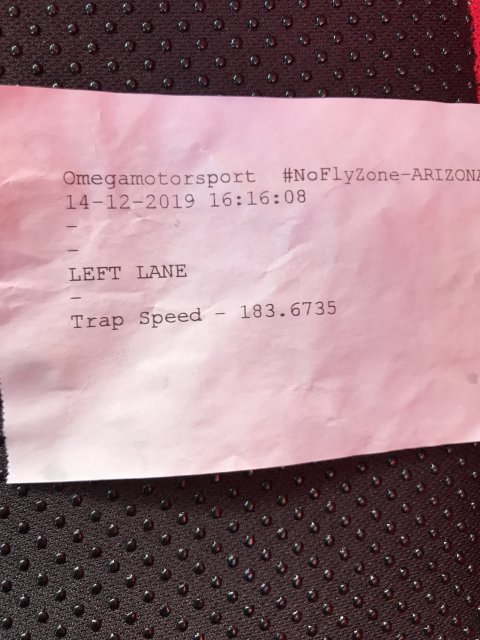 Omegamotorsport #NoFlyZone-ARIZONA
14-12-2019 16:16:08
-
-
LEFT LANE
-
Trap Speed - 183.6735